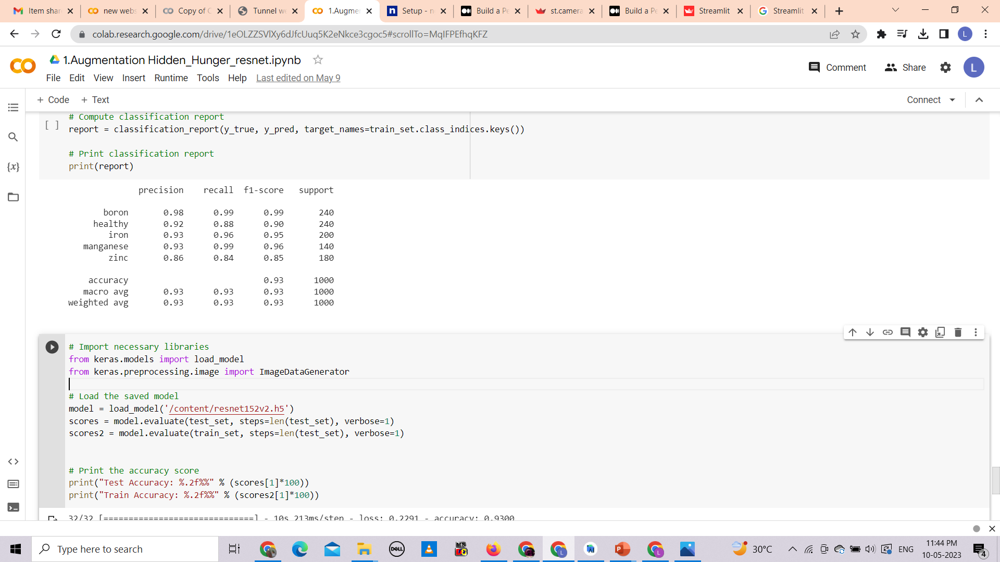 Item shar
new webs
Copy of C
Tunnel we
1.Augmer
Setup - n
Build a Pe
st.camera
Build a Pe
Streamlit
Streamlit
colab.research.google.com/drive/1eOLZZSVlXy6dJfcUuq5K2eNkce3cgoc5#scrollTo=MqIFPEfhqKFZ
L
1.Augmentation Hidden_Hunger_resnet.ipynb
Comment
Share
L
File Edit View Insert Runtime Tools Help Last edited on May 9
+ Code + Text
Connect
[ ]
# Compute classification report
report = classification_report(y_true, y_pred, target_names=train_set.class_indices.keys())
# Print classification report
print(report)
precision recall f1-score support
boron 0.98 0.99 0.99 240
healthy 0.92 0.88 0.90 240
iron 0.93 0.96 0.95 200
manganese 0.93 0.99 0.96 140
zinc 0.86 0.84 0.85 180
accuracy 0.93 1000
macro avg 0.93 0.93 0.93 1000
weighted avg 0.93 0.93 0.93 1000
# Import necessary libraries
from keras.models import load_model
from keras.preprocessing.image import ImageDataGenerator
# Load the saved model
model = load_model('/content/resnet152v2.h5')
scores = model.evaluate(test_set, steps=len(test_set), verbose=1)
scores2 = model.evaluate(train_set, steps=len(test_set), verbose=1)
# Print the accuracy score
print("Test Accuracy: %.2f%%" % (scores[1]*100))
print("Train Accuracy: %.2f%%" % (scores2[1]*100))
32/32 [==============================] - 10s 213ms/step - loss: 0.2291 - accuracy: 0.9300
Type here to search
DELL
30°C
ENG
11:44 PM
10-05-2023
4